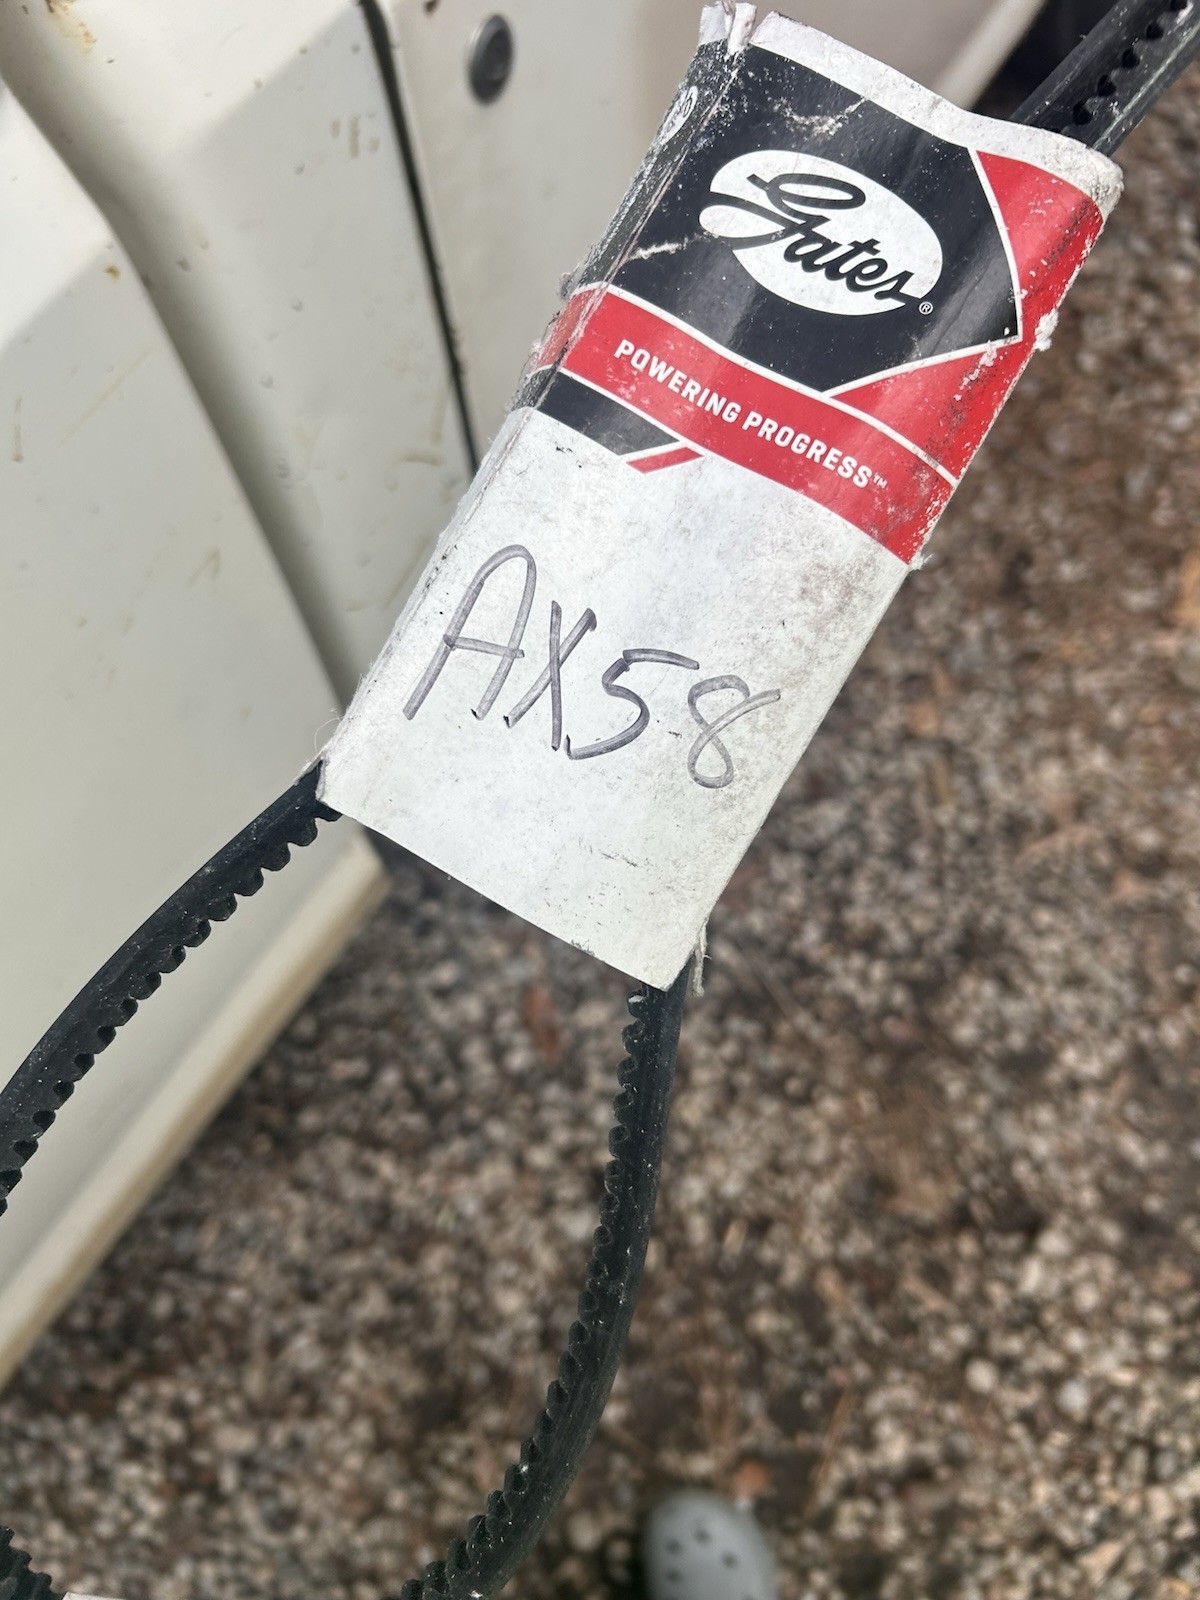 Gates®
POWERING PROGRESS™
AX58